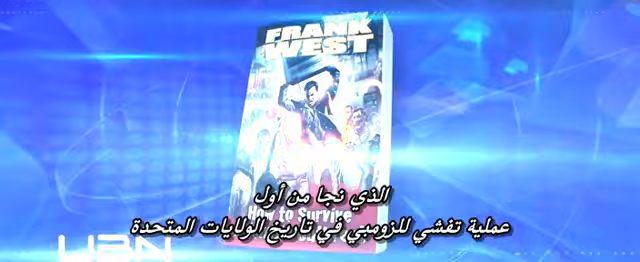 FRANK
WEST
How to Survive
الذي نجا من أول
عملية تفشي للزومبي في تاريخ الولايات المتحدة
UBN